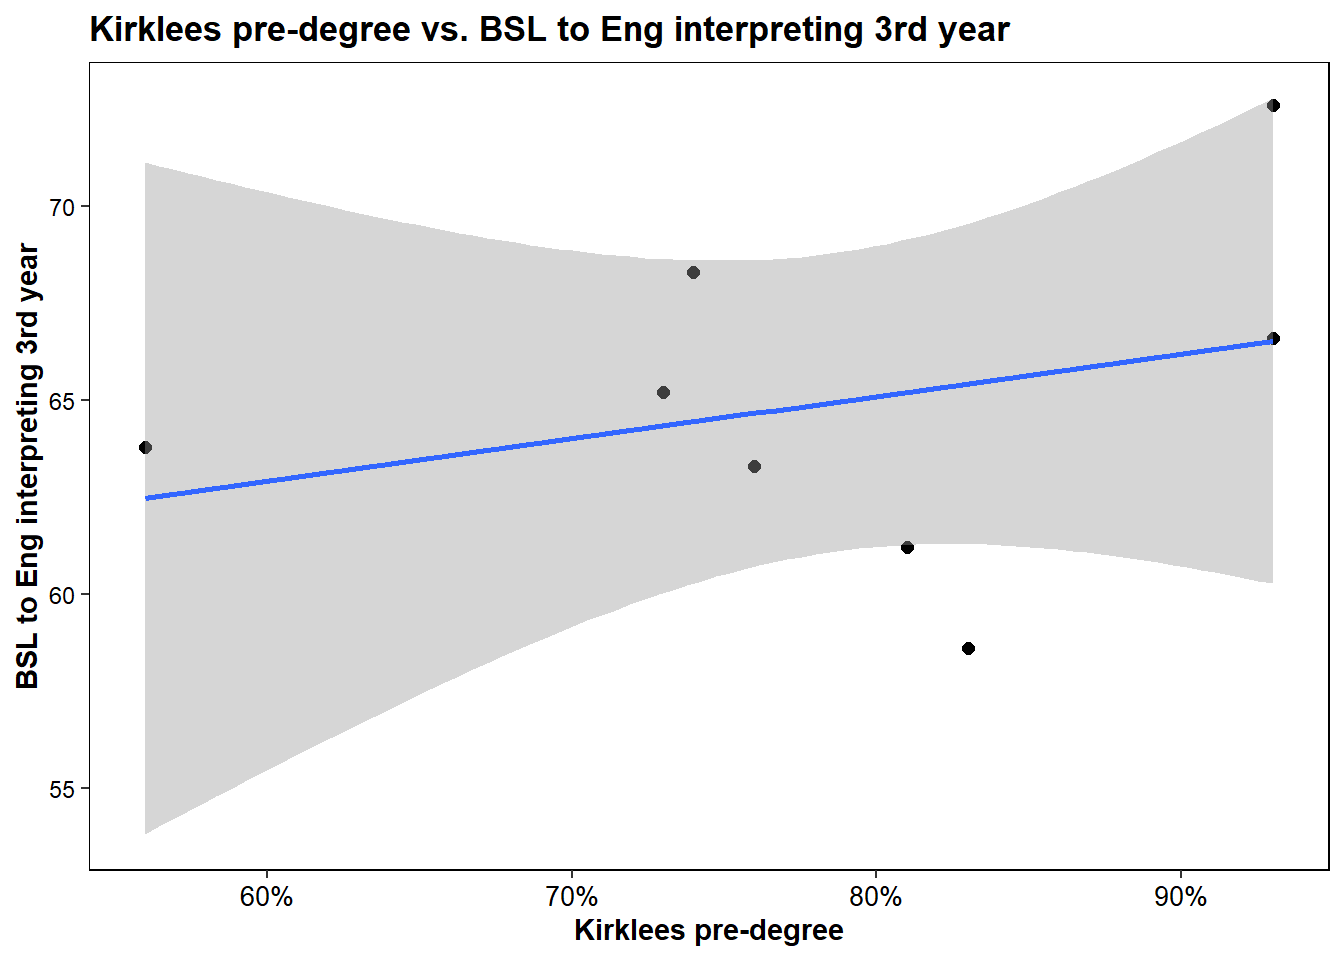 Kirklees pre-degree vs. BSL to Eng interpreting 3rd year
BSL to Eng interpreting 3rd year
70
65
60
55
60%
70%
80%
90%
Kirklees pre-degree